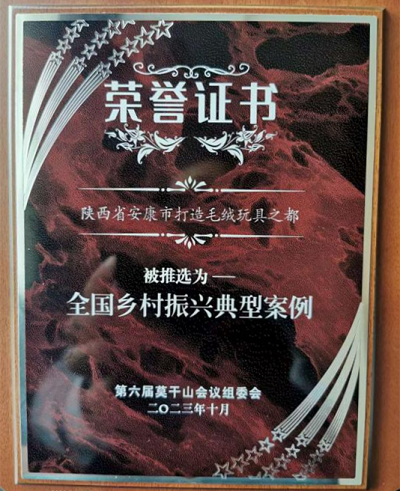 荣誉证书
陕西省安康市打造毛绒玩具之都
被推选为——
全国乡村振兴典型案例
第六届莫干山会议组委会
二〇二三年十月